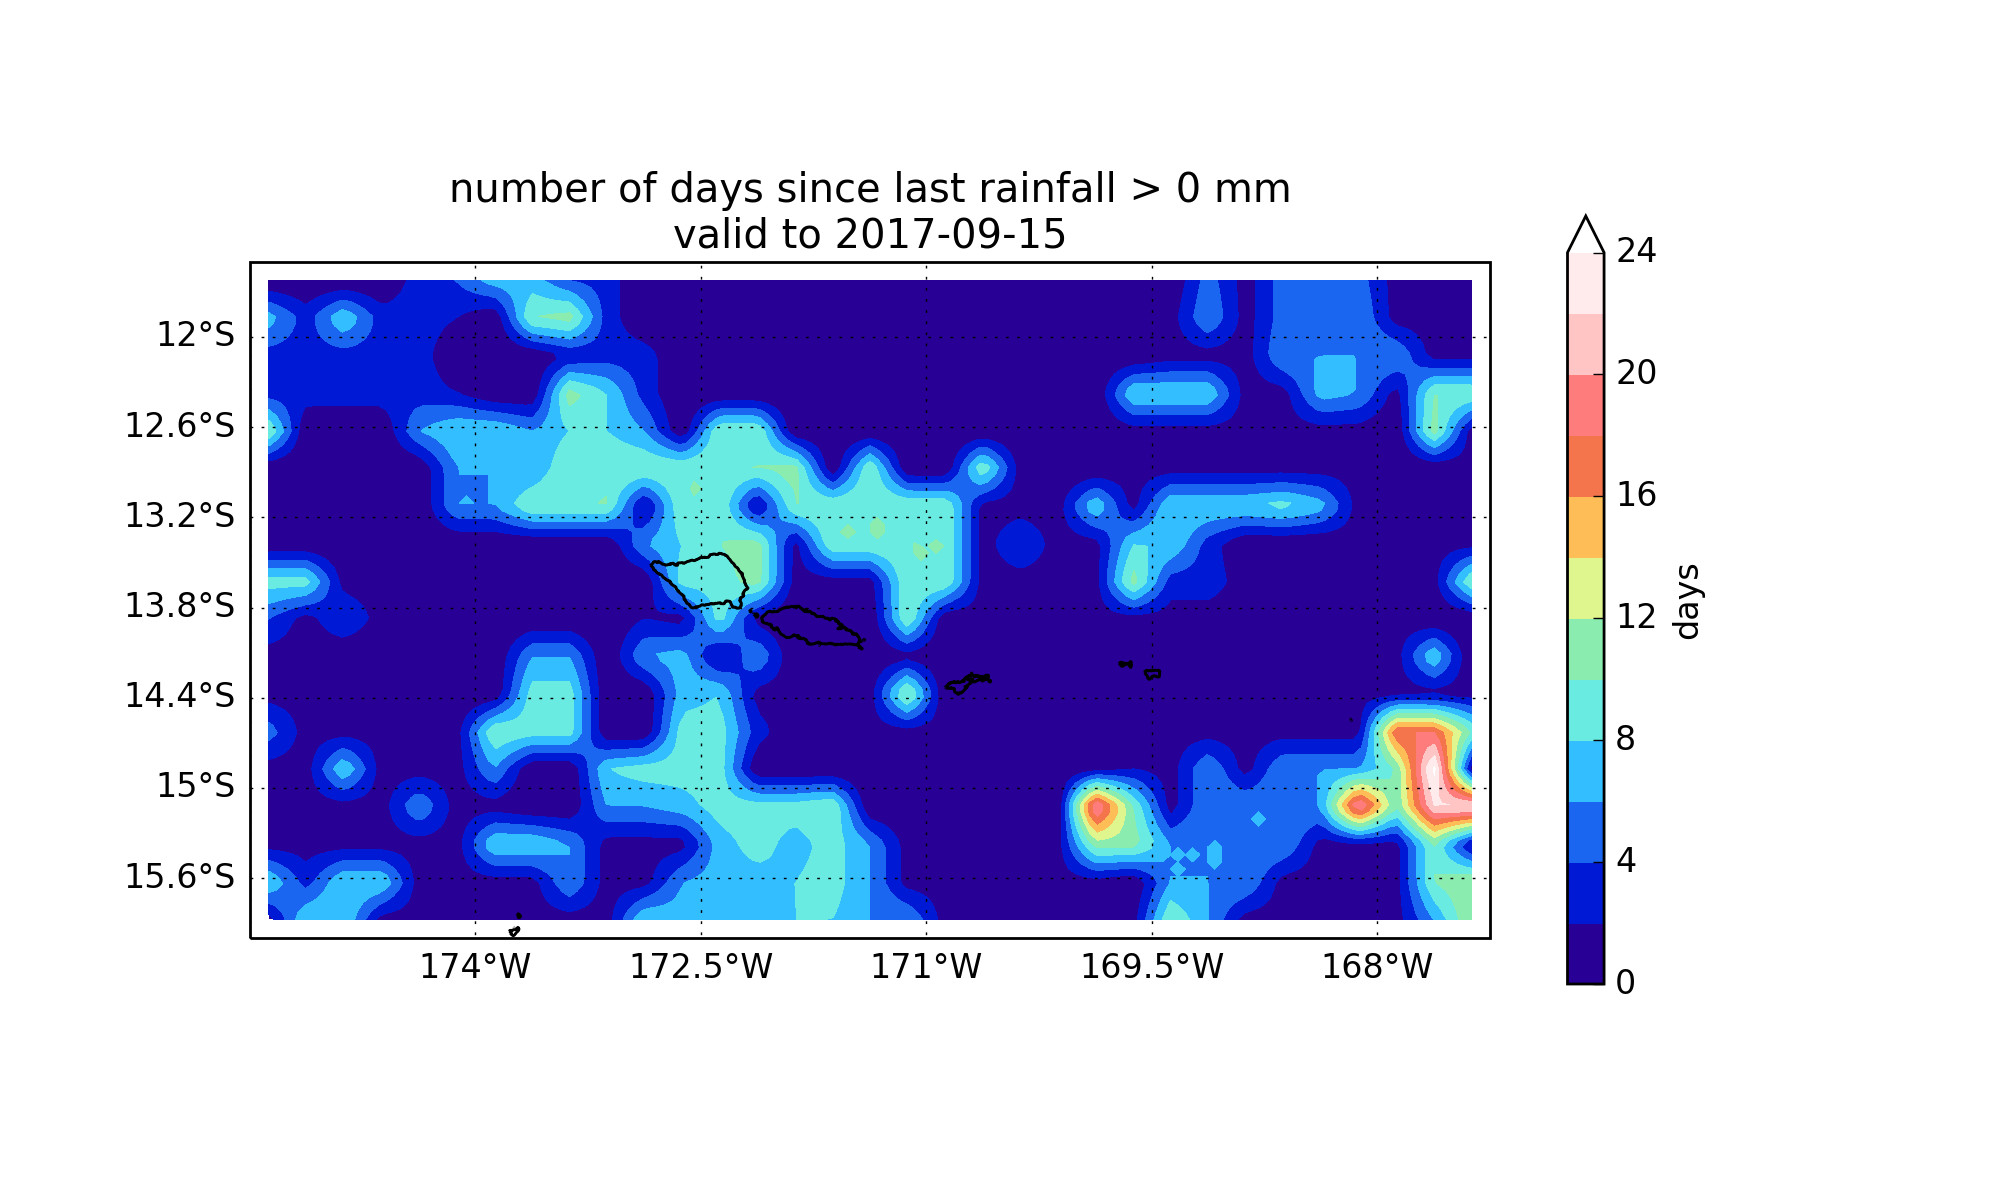 number of days since last rainfall > 0 mm
valid to 2017-09-15
12°S
12.6°S
13.2°S
13.8°S
14.4°S
15°S
15.6°S
174°W 172.5°W 171°W 169.5°W 168°W
24
20
16
12
8
4
0
days